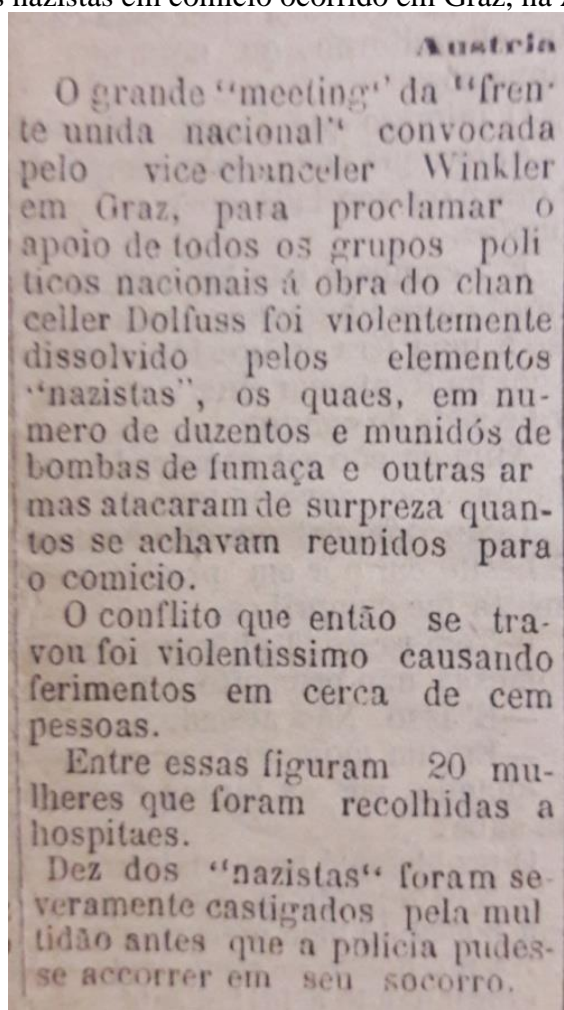 nazistas em comício ocorrido em Graz, na
Austria
O grande "meeting" da "fren-
te unida nacional" convocada
pelo vice-chanceler Winkler
em Graz, para proclamar o
apoio de todos os grupos poli
ticos nacionais á obra do chan
celler Dolfuss foi violentemente
dissolvido pelos elementos
"nazistas", os quaes, em nu-
mero de duzentos e munidós de
bombas de fumaça e outras ar
mas atacaram de surpreza quan-
tos se achavam reunidos para
o comicio.
O conflito que então se tra-
vou foi violentissimo causando
ferimentos em cerca de cem
pessoas.
Entre essas figuram 20 mu-
lheres que foram recolhidas a
hospitaes.
Dez dos "nazistas" foram se-
veramente castigados pela mul
tidão antes que a policia pudes-
se accorrer em seu socorro.